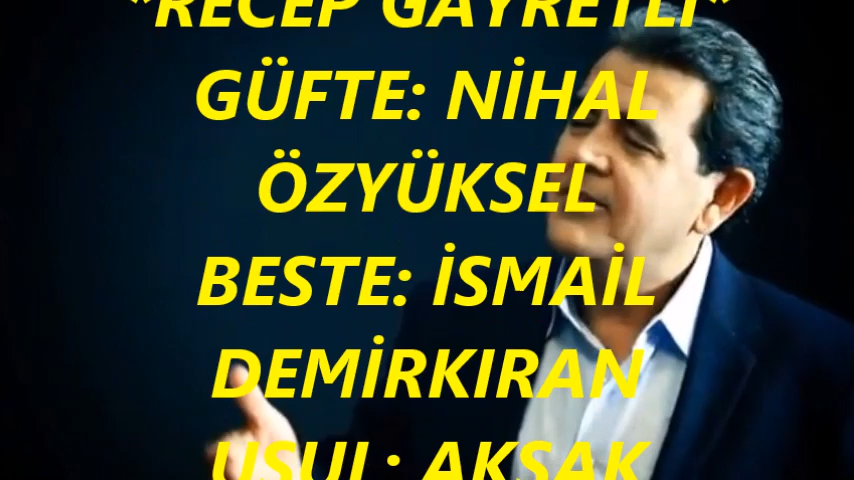 "RECEP GAYRETLİ"
GÜFTE: NİHAL
ÖZYÜKSEL
BESTE: İSMAİL
DEMİRKIRAN
USUL: AKSAK